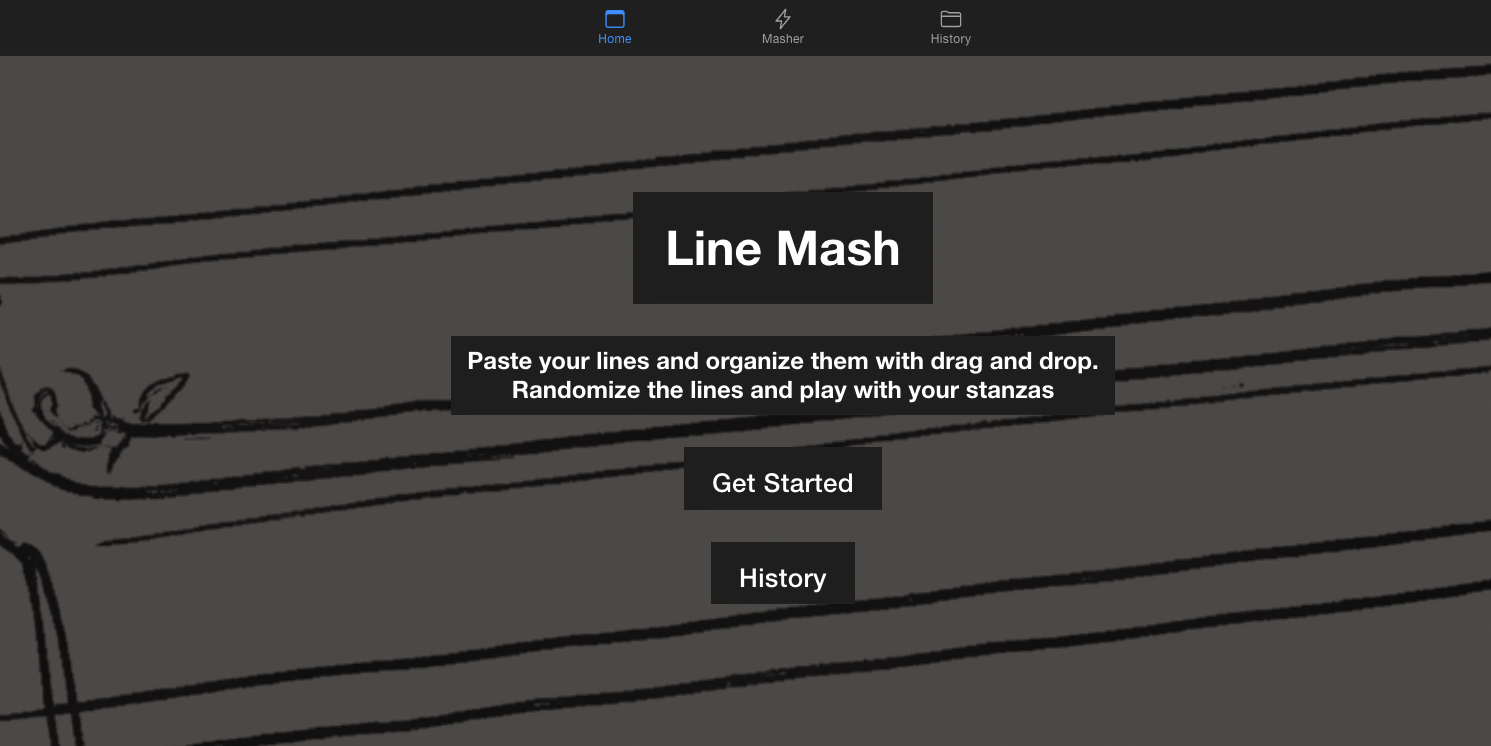 Home
Masher
History
Line Mash
Paste your lines and organize them with drag and drop.
Randomize the lines and play with your stanzas
Get Started
History